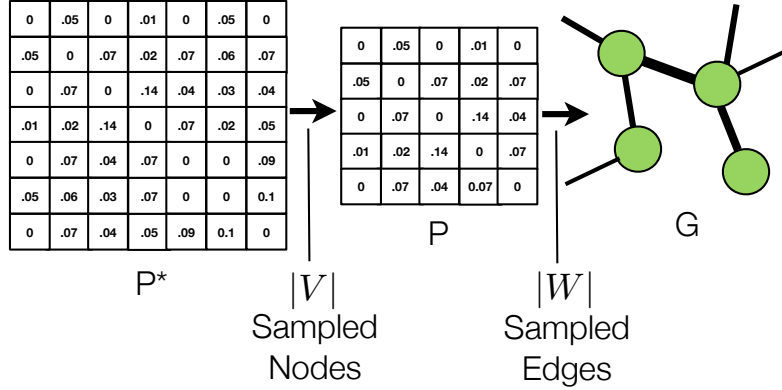 0 .05 0 .01 0 .05 0
.05 0 .07 .02 .07 .06 .07
0 .07 0 .14 .04 .03 .04
.01 .02 .14 0 .07 .02 .05
0 .07 .04 .07 0 0 .09
.05 .06 .03 .07 0 0 0.1
0 .07 .04 .05 .09 0.1 0
P*
0 .05 0 .01 0
.05 0 .07 .02 .07
0 .07 0 .14 .04
.01 .02 .14 0 .07
0 .07 .04 0.07 0
P
G
|V|
Sampled
Nodes
|W|
Sampled
Edges